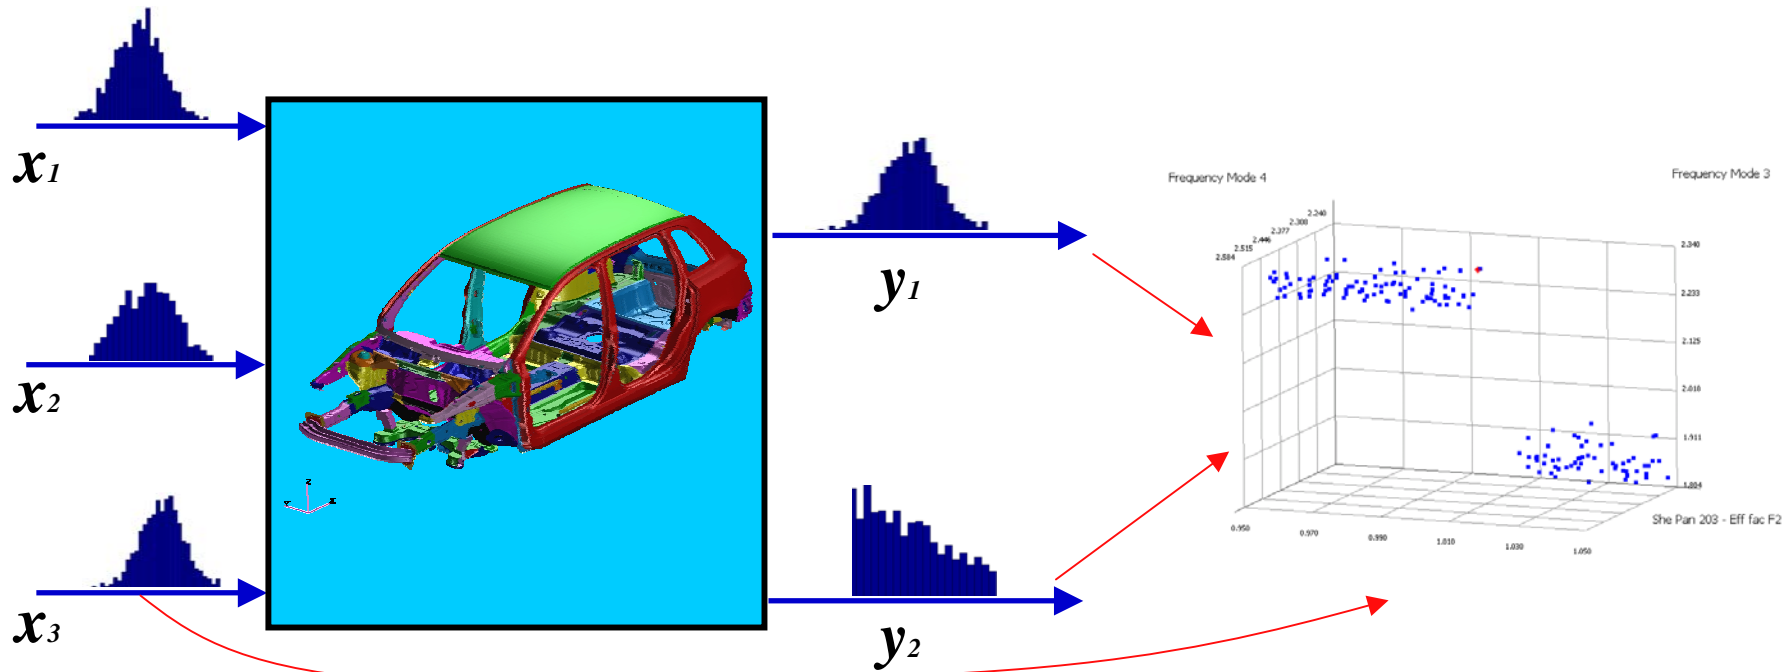 x1
x2
x3
y1
y2
Frequency Mode 4
Frequency Mode 3
2.240
2.308
2.377
2.446
2.515
2.584
2.340
2.233
2.125
2.018
1.911
1.804
She Pan 203 - Eff fac F2
0.950
0.970
0.990
1.010
1.030
1.050
Z
Y
X